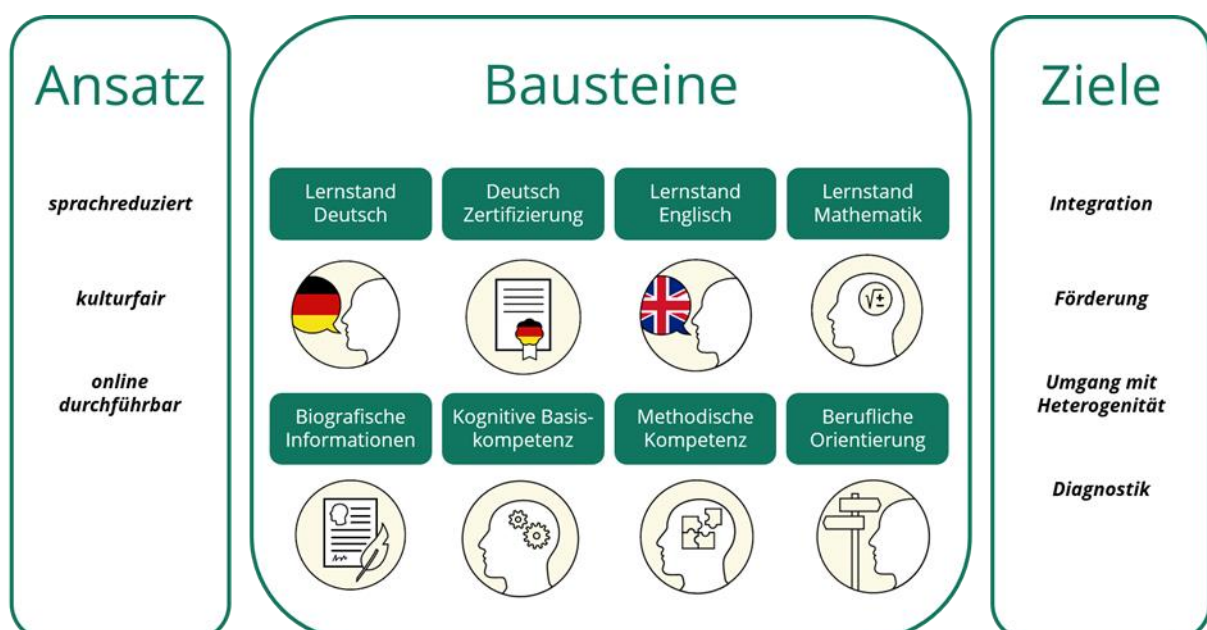 Ansatz
sprachreduziert
kulturfair
online
durchführbar
Bausteine
Lernstand
Deutsch
Deutsch
Zertifizierung
Lernstand
Englisch
Lernstand
Mathematik
Biografische
Informationen
Kognitive Basis-
kompetenz
Methodische
Kompetenz
Berufliche
Orientierung
Ziele
Integration
Förderung
Umgang mit
Heterogenität
Diagnostik